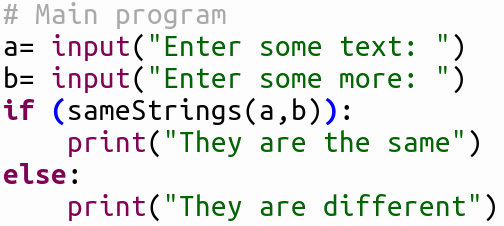 # Main program
a= input("Enter some text: ")
b= input("Enter some more: ")
if (sameStrings(a,b)):
    print("They are the same")
else:
    print("They are different")